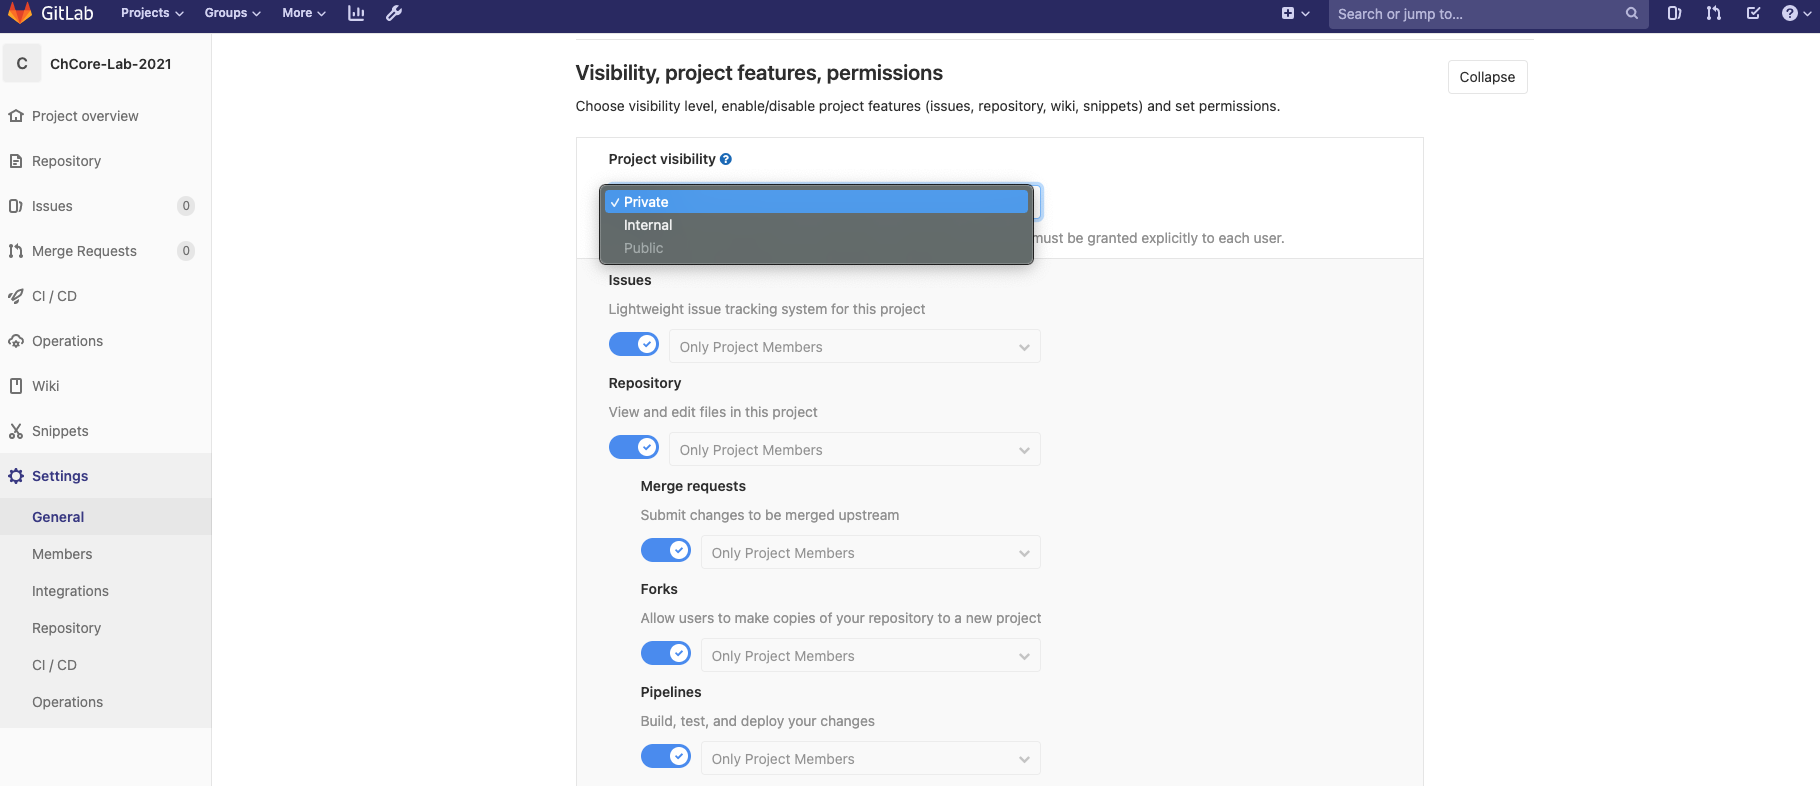 GitLab Projects Groups More Search or jump to...
C ChCore-Lab-2021
Project overview
Repository
Issues 0
Merge Requests 0
CI / CD
Operations
Wiki
Snippets
Settings
General
Members
Integrations
Repository
CI / CD
Operations
Visibility, project features, permissions
Collapse
Choose visibility level, enable/disable project features (issues, repository, wiki, snippets) and set permissions.
Project visibility
Private
Internal
Public
must be granted explicitly to each user.
Issues
Lightweight issue tracking system for this project
Only Project Members
Repository
View and edit files in this project
Only Project Members
Merge requests
Submit changes to be merged upstream
Only Project Members
Forks
Allow users to make copies of your repository to a new project
Only Project Members
Pipelines
Build, test, and deploy your changes
Only Project Members